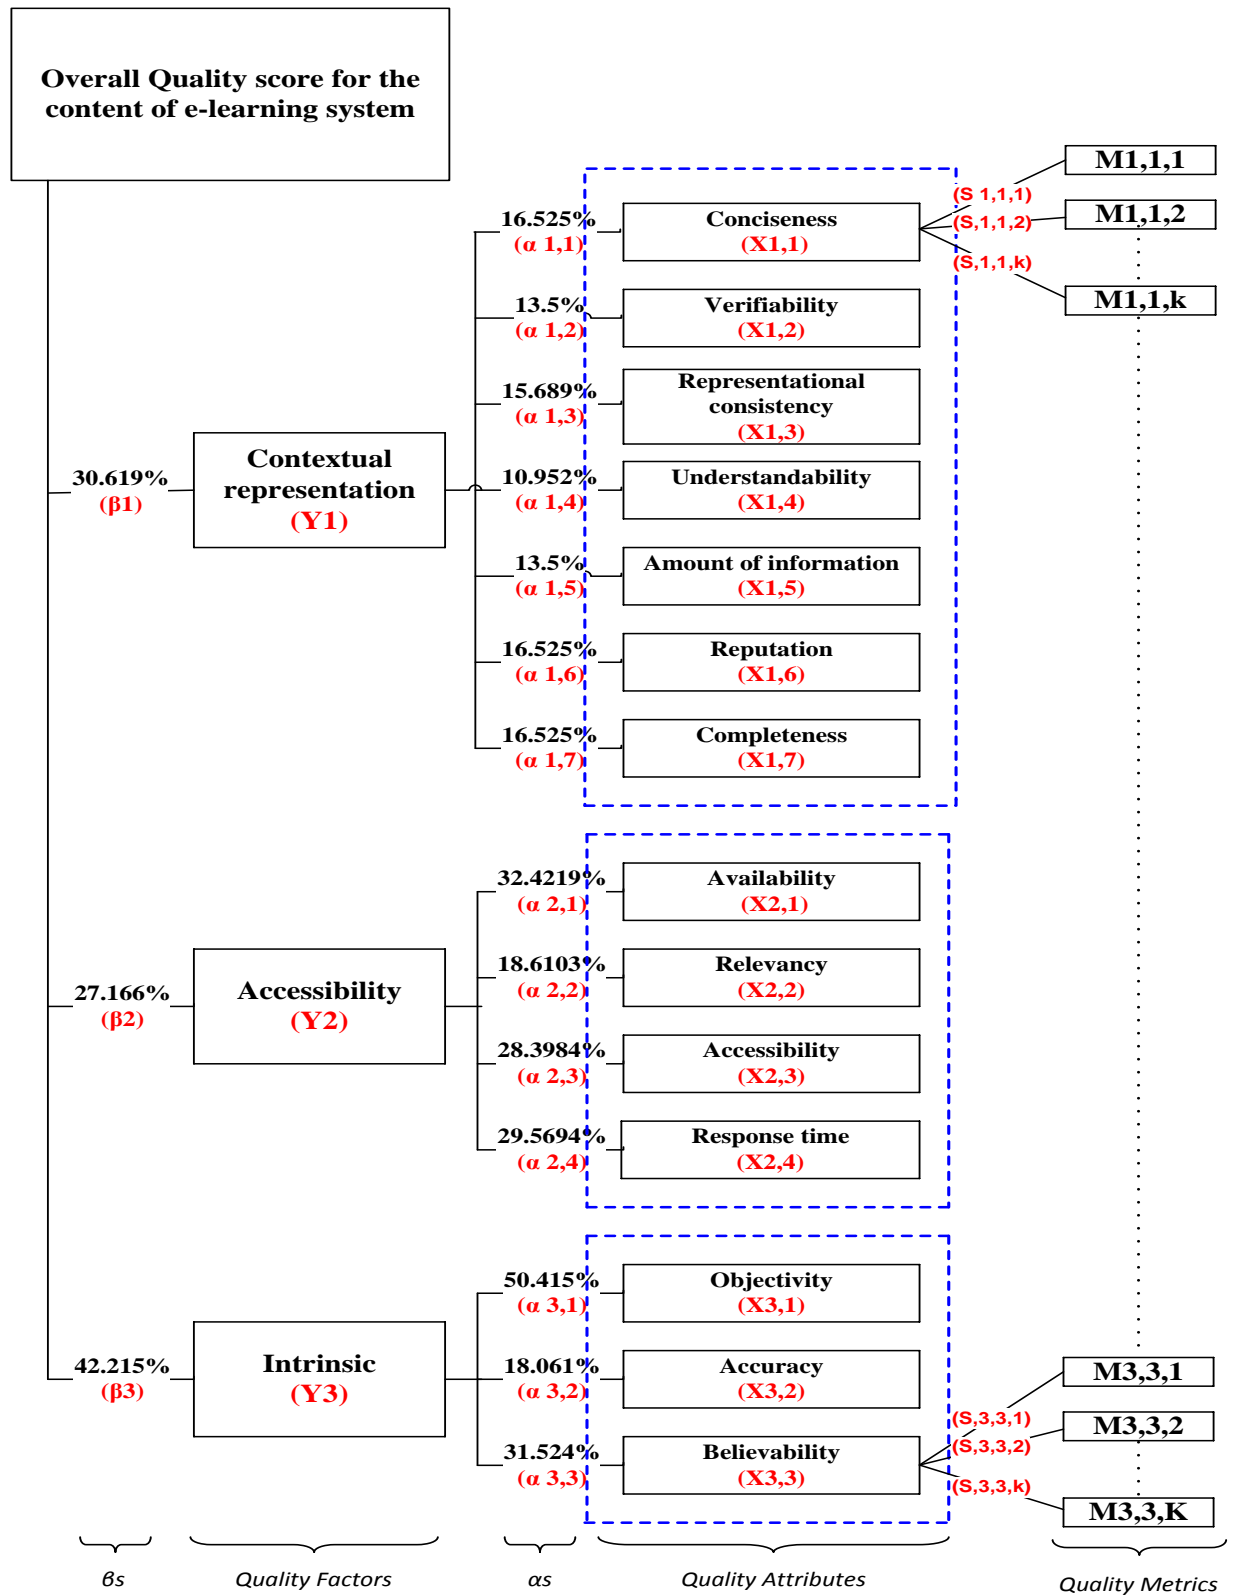 Overall Quality score for the
content of e-learning system
M1,1,1
(S 1,1,1)
M1,1,2
(S,1,1,2)
(S,1,1,k)
M1,1,k
16.525%
(α 1,1)
Conciseness
(X1,1)
13.5%
(α 1,2)
Verifiability
(X1,2)
15.689%
(α 1,3)
Representational
consistency
(X1,3)
30.619%
(β1)
Contextual
representation
(Y1)
10.952%
(α 1,4)
Understandability
(X1,4)
13.5%
(α 1,5)
Amount of information
(X1,5)
16.525%
(α 1,6)
Reputation
(X1,6)
16.525%
(α 1,7)
Completeness
(X1,7)
32.4219%
(α 2,1)
Availability
(X2,1)
27.166%
(β2)
Accessibility
(Y2)
18.6103%
(α 2,2)
Relevancy
(X2,2)
28.3984%
(α 2,3)
Accessibility
(X2,3)
29.5694%
(α 2,4)
Response time
(X2,4)
50.415%
(α 3,1)
Objectivity
(X3,1)
42.215%
(β3)
Intrinsic
(Y3)
18.061%
(α 3,2)
Accuracy
(X3,2)
31.524%
(α 3,3)
Believability
(X3,3)
M3,3,1
(S,3,3,1)
M3,3,2
(S,3,3,2)
(S,3,3,k)
M3,3,K
βs
Quality Factors
αs
Quality Attributes
Quality Metrics